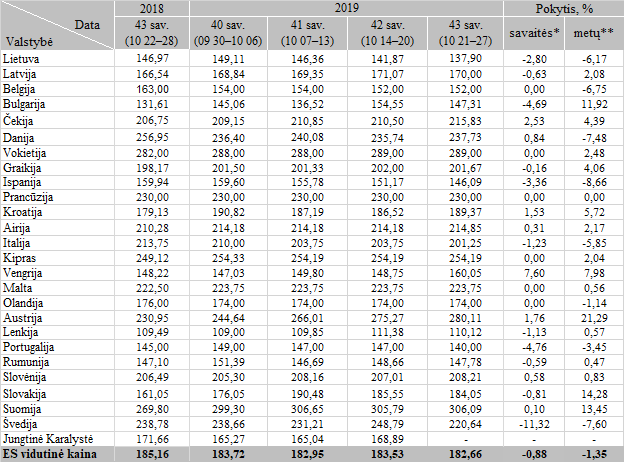 Data 2018 2019 Pokytis, %
Valstybė 43 sav. (10 22–28) 40 sav. (09 30–10 06) 41 sav. (10 07–13) 42 sav. (10 14–20) 43 sav. (10 21–27) savaitės* metų**
Lietuva 146,97 149,11 146,36 141,87 137,90 -2,80 -6,17
Latvija 166,54 168,84 169,35 171,07 170,00 -0,63 2,08
Belgija 163,00 154,00 154,00 152,00 152,00 0,00 -6,75
Bulgarija 131,61 145,06 136,52 154,55 147,31 -4,69 11,92
Čekija 206,75 209,15 210,85 210,50 215,83 2,53 4,39
Danija 256,95 236,40 240,08 235,74 237,73 0,84 -7,48
Vokietija 282,00 288,00 288,00 289,00 289,00 0,00 2,48
Graikija 198,17 201,50 201,33 202,00 201,67 -0,16 4,06
Ispanija 159,94 159,60 155,78 151,17 146,09 -3,36 -8,66
Prancūzija 230,00 230,00 230,00 230,00 230,00 0,00 0,00
Kroatija 179,13 190,82 187,19 186,52 189,37 1,53 5,72
Airija 210,28 214,18 214,18 214,18 214,85 0,31 2,17
Italija 213,75 210,00 203,75 203,75 201,25 -1,23 -5,85
Kipras 249,12 254,33 254,19 254,19 254,19 0,00 2,04
Vengrija 148,22 147,03 149,80 148,75 160,05 7,60 7,98
Malta 222,50 223,75 223,75 223,75 223,75 0,00 0,56
Olandija 176,00 174,00 174,00 174,00 174,00 0,00 -1,14
Austrija 230,95 244,64 266,01 275,27 280,11 1,76 21,29
Lenkija 109,49 109,00 109,85 111,38 110,12 -1,13 0,57
Portugalija 145,00 149,00 147,00 147,00 140,00 -4,76 -3,45
Rumunija 147,10 151,39 146,69 148,66 147,78 -0,59 0,47
Slovėnija 206,49 205,30 208,16 207,01 208,21 0,58 0,83
Slovakija 161,05 176,05 190,48 185,55 184,05 -0,81 14,28
Suomija 269,80 299,30 306,65 305,79 306,09 0,10 13,45
Švedija 238,78 238,66 231,21 248,79 220,64 -11,32 -7,60
Jungtinė Karalystė 171,66 165,27 165,04 168,89 - - -
ES vidutinė kaina 185,16 183,72 182,95 183,53 182,66 -0,88 -1,35